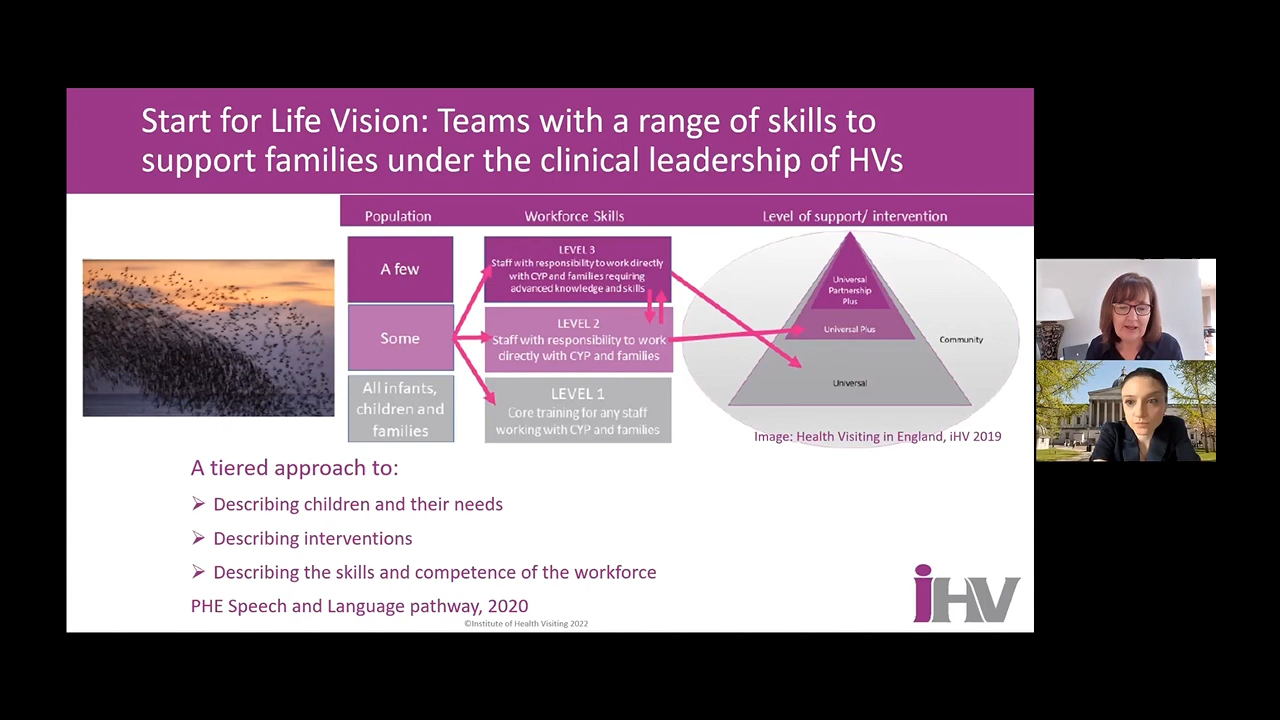 Start for Life Vision: Teams with a range of skills to
support families under the clinical leadership of HVs
Population
Workforce Skills
Level of support/ intervention
A few
LEVEL 3
Staff with responsibility to work directly
with CYP and families requiring
advanced knowledge and skills
Some
LEVEL 2
Staff with responsibility to work
directly with CYP and families
All infants,
children and
families
LEVEL 1
Core training for any staff
working with CYP and families
Universal
Partnership
Plus
Universal Plus
Community
Universal
Image: Health Visiting in England, iHV 2019
A tiered approach to:
➢ Describing children and their needs
➢ Describing interventions
➢ Describing the skills and competence of the workforce
PHE Speech and Language pathway, 2020
©Institute of Health Visiting 2022
iHV